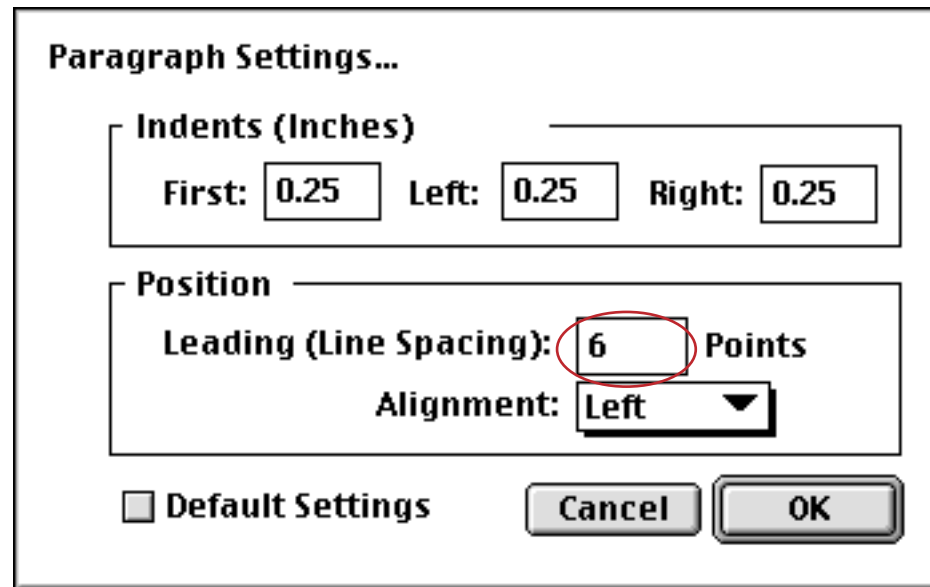 Paragraph Settings...
Indents (Inches)
First: 0.25 Left: 0.25 Right: 0.25
Position
Leading (Line Spacing): 6 Points
Alignment: Left
Default Settings Cancel OK